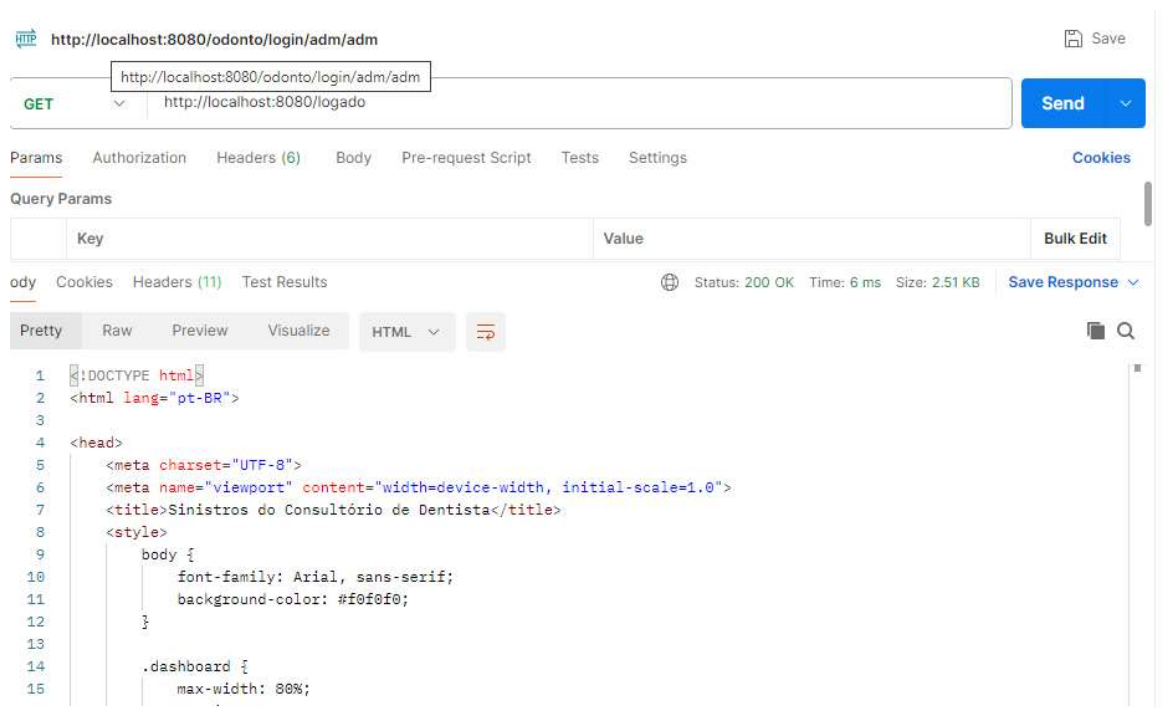 HTTP http://localhost:8080/odonto/login/adm/adm Save
http://localhost:8080/odonto/login/adm/adm
GET http://localhost:8080/logado Send
Params Authorization Headers (6) Body Pre-request Script Tests Settings Cookies
Query Params
Key Value Bulk Edit
ody Cookies Headers (11) Test Results Status: 200 OK Time: 6 ms Size: 2.51 KB Save Response
Pretty Raw Preview Visualize HTML
1 <!DOCTYPE html>
2 <html lang="pt-BR">
3
4 <head>
5 <meta charset="UTF-8">
6 <meta name="viewport" content="width=device-width, initial-scale=1.0">
7 <title>Sinistros do Consultório de Dentista</title>
8 <style>
9 body {
10 font-family: Arial, sans-serif;
11 background-color: #f0f0f0;
12 }
13
14 .dashboard {
15 max-width: 80%;